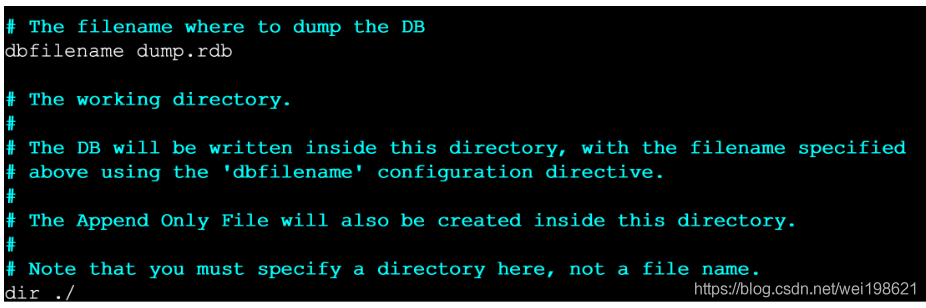 # The filename where to dump the DB
dbfilename dump.rdb
# The working directory.
#
# The DB will be written inside this directory, with the filename specified
# above using the 'dbfilename' configuration directive.
#
# The Append Only File will also be created inside this directory.
#
# Note that you must specify a directory here, not a file name.
dir ./
https://blog.csdn.net/wei198621